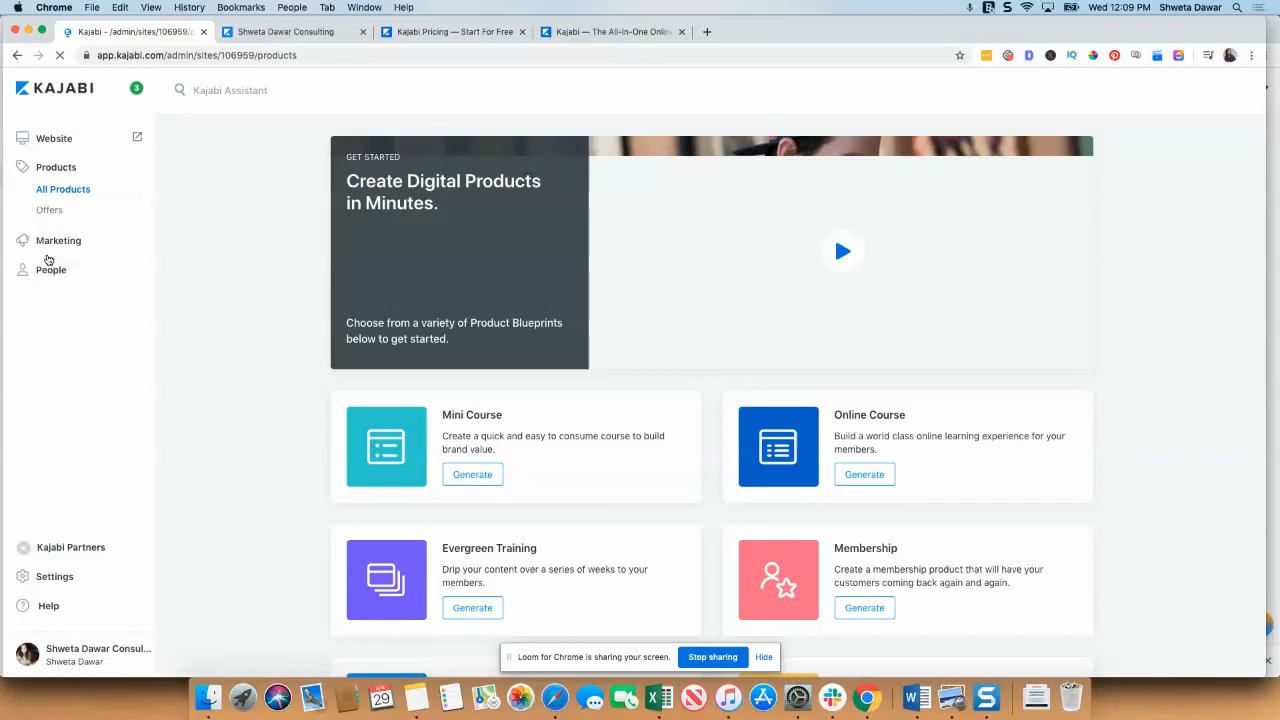 Chrome File Edit View History Bookmarks People Tab Window Help Wed 12:09 PM Shweta Dawar
Kajabi - /admin/sites/106959/p Shweta Dawar Consulting Kajabi Pricing — Start For Free Kajabi — The All-in-One Onlin
app.kajabi.com/admin/sites/106959/products
KAJABI 3 Kajabi Assistant
Website
Products
All Products
Offers
Marketing
People
GET STARTED
Create Digital Products
in Minutes.
Choose from a variety of Product Blueprints
below to get started.
Mini Course
Create a quick and easy to consume course to build
brand value.
Generate
Online Course
Build a world class online learning experience for your
members.
Generate
Evergreen Training
Drip your content over a series of weeks to your
members.
Generate
Membership
Create a membership product that will have your
customers coming back again and again.
Generate
Kajabi Partners
Settings
Help
Shweta Dawar Consul...
Shweta Dawar
Loom for Chrome is sharing your screen. Stop sharing Hide
29